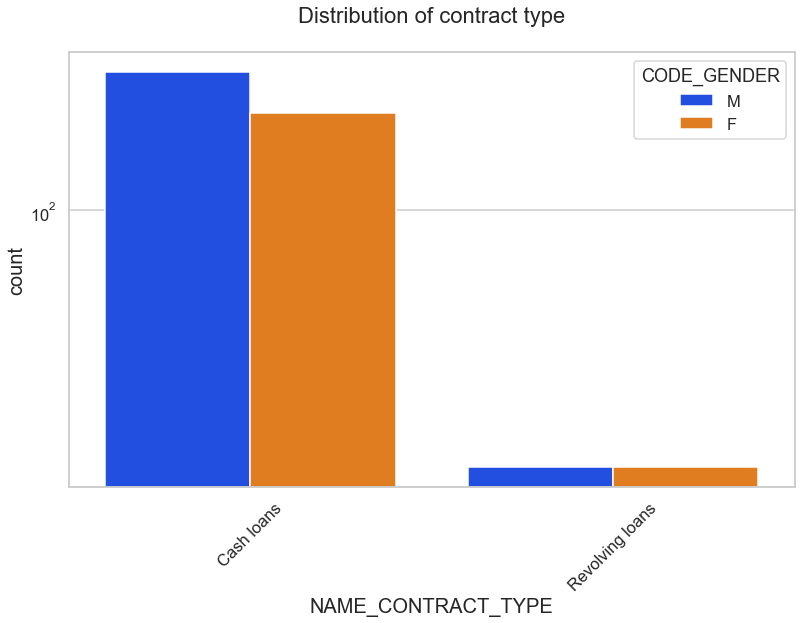 Distribution of contract type
CODE_GENDER
M
F
10²
count
Cash loans
Revolving loans
NAME_CONTRACT_TYPE